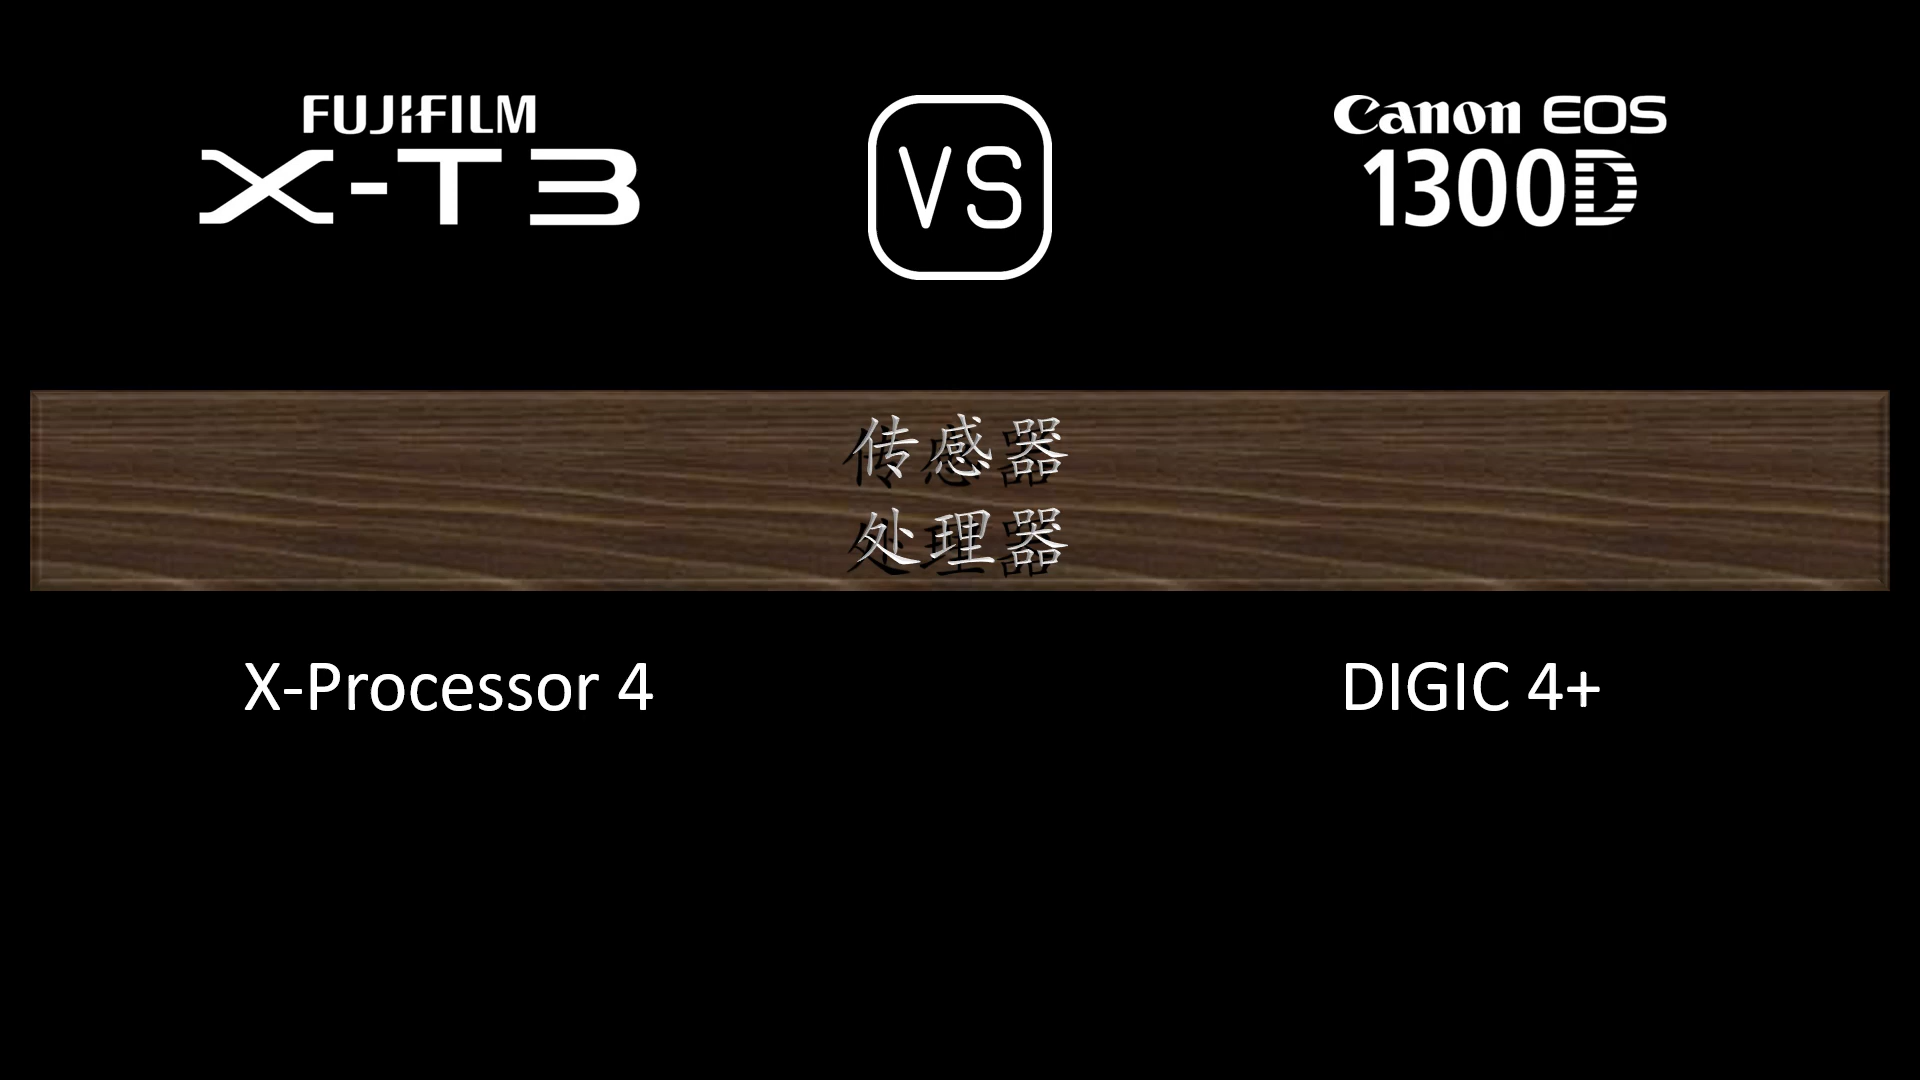 FUJIFILM
X-T3
VS
Canon EOS
1300D
传感器
处理器
X-Processor 4
DIGIC 4+